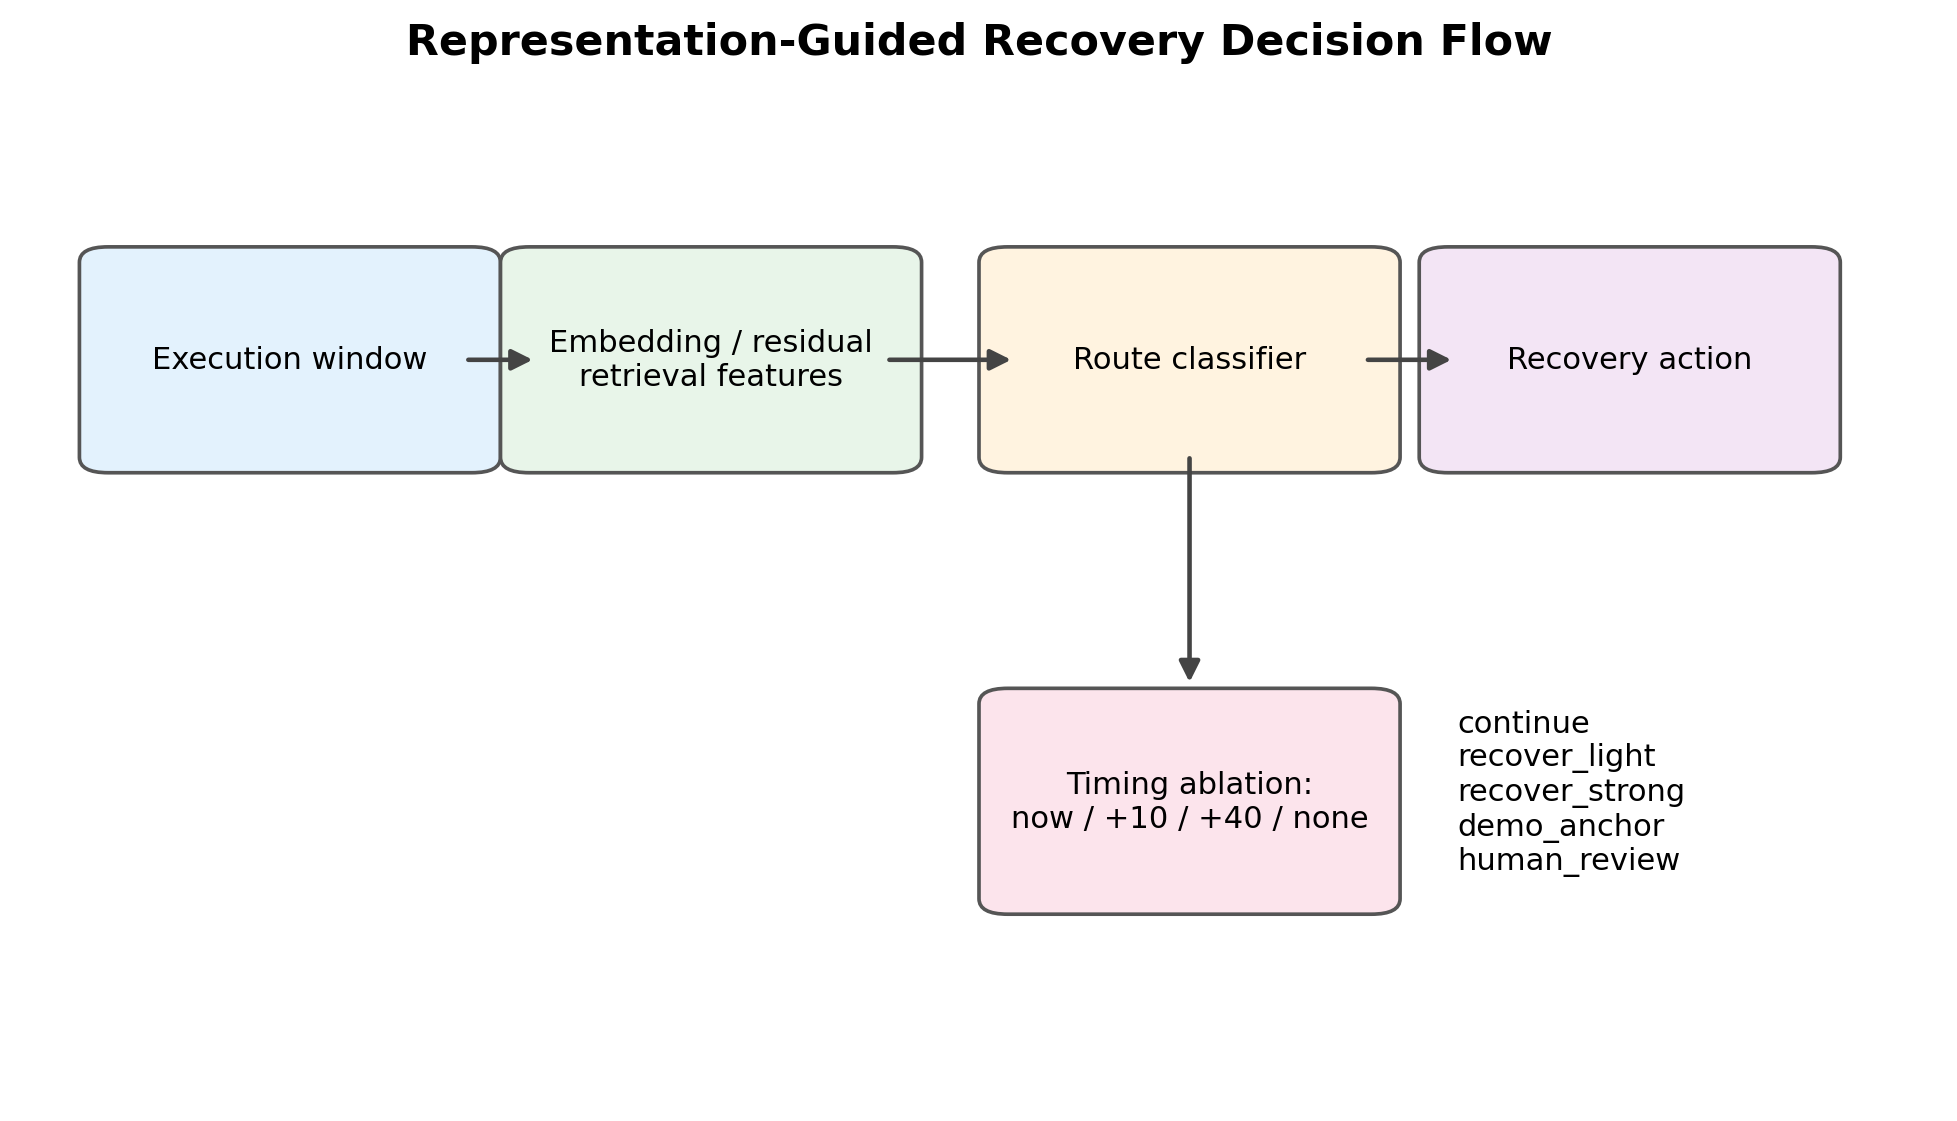 Representation-Guided Recovery Decision Flow
Execution window
Embedding / residual
retrieval features
Route classifier
Recovery action
Timing ablation:
now / +10 / +40 / none
continue
recover_light
recover_strong
demo_anchor
human_review